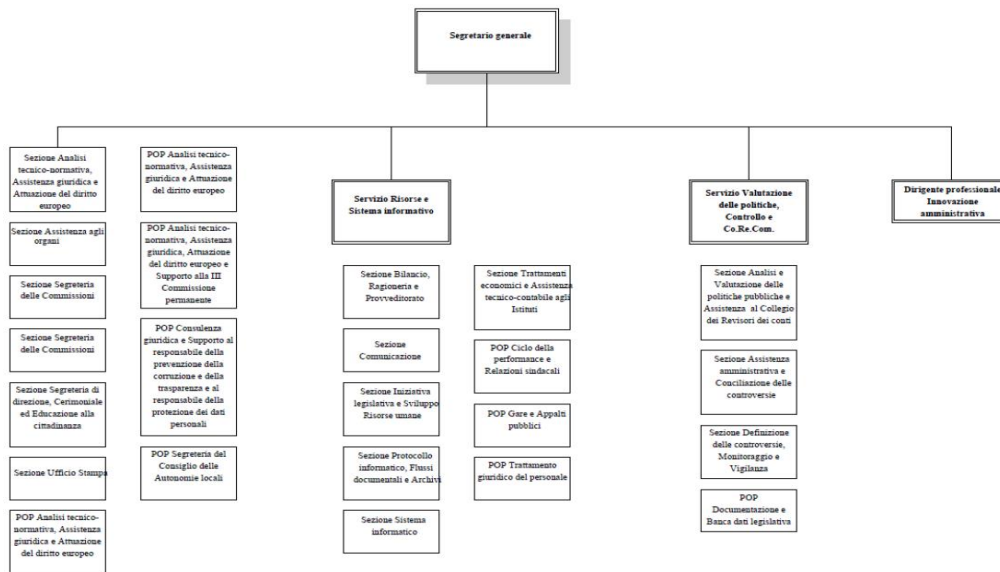 Segretario generale
Sezione Analisi
tecnico-normativa,
Assistenza giuridica e
Attuazione del diritto
europeo
Sezione Assistenza agli
organi
Sezione Segreteria
delle Commissioni
Sezione Segreteria
delle Commissioni
Sezione Segreteria di
direzione, Cerimoniale
ed Educazione alla
cittadinanza
Sezione Ufficio Stampa
POP Analisi tecnico-
normativa, Assistenza
giuridica e Attuazione
del diritto europeo
POP Analisi tecnico-
normativa, Assistenza
giuridica e Attuazione
del diritto europeo
POP Analisi tecnico-
normativa, Assistenza
giuridica, Attuazione
del diritto europeo e
Supporto alla III
Commissione
permanente
POP Consulenza
giuridica e Supporto al
responsabile della
prevenzione della
corruzione e della
trasparenza e al
responsabile della
protezione dei dati
personali
POP Segreteria del
Consiglio delle
Autonomie locali
Servizio Risorse e
Sistema informativo
Sezione Bilancio,
Ragioneria e
Provveditorato
Sezione
Comunicazione
Sezione Iniziativa
legislativa e Sviluppo
Risorse umane
Sezione Protocollo
informatico, Flussi
documentali e Archivi
Sezione Sistema
informatico
Sezione Trattamenti
economici e Assistenza
tecnico-contabile agli
Istituti
POP Ciclo della
performance e
Relazioni sindacali
POP Gare e Appalti
pubblici
POP Trattamento
giuridico del personale
Servizio Valutazione
delle politiche,
Controllo e
Co.Re.Com.
Sezione Analisi e
Valutazione delle
politiche pubbliche e
Assistenza al Collegio
dei Revisori dei conti
Sezione Assistenza
amministrativa e
Conciliazione delle
controversie
Sezione Definizione
delle controversie,
Monitoraggio e
Vigilanza
POP
Documentazione e
Banca dati legislativa
Dirigente professionale
Innovazione
amministrativa